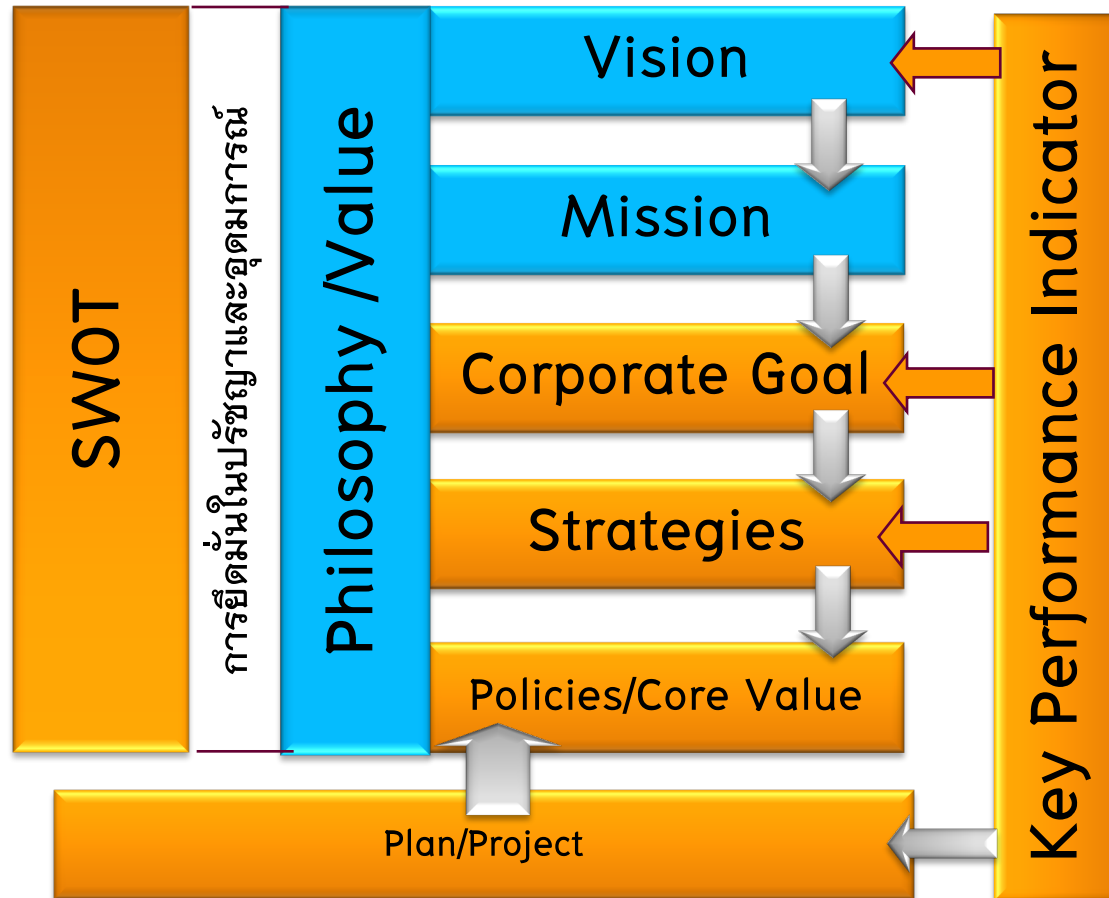 SWOT
การยึดมั่นในปรัชญาและอุดมการณ์
Philosophy /Value
Vision
Mission
Corporate Goal
Strategies
Policies/Core Value
Plan/Project
Key Performance Indicator